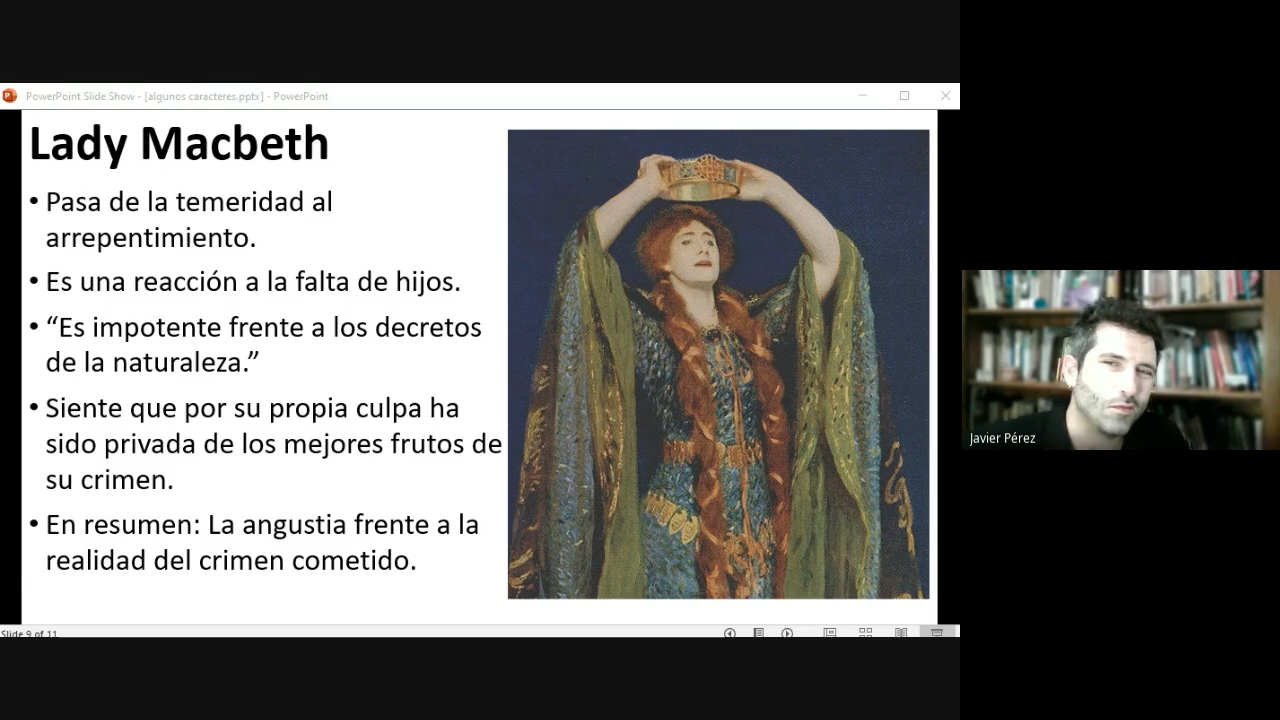 PowerPoint Slide Show - [algunos caracteres.pptx] - PowerPoint
Lady Macbeth
• Pasa de la temeridad al
arrepentimiento.
• Es una reacción a la falta de hijos.
• “Es impotente frente a los decretos
de la naturaleza.”
• Siente que por su propia culpa ha
sido privada de los mejores frutos de
su crimen.
• En resumen: La angustia frente a la
realidad del crimen cometido.
Slide 9 of 11
Javier Pérez